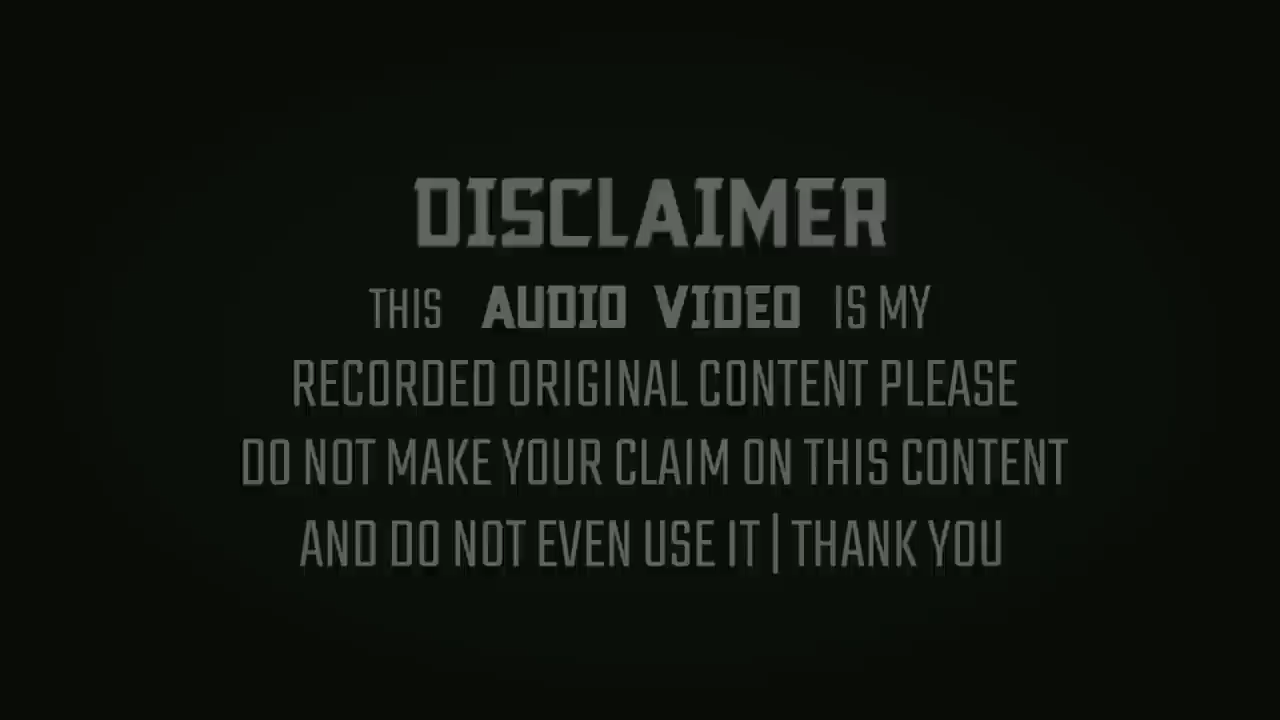 DISCLAIMER
THIS AUDIO VIDEO IS MY
RECORDED ORIGINAL CONTENT PLEASE
DO NOT MAKE YOUR CLAIM ON THIS CONTENT
AND DO NOT EVEN USE IT | THANK YOU